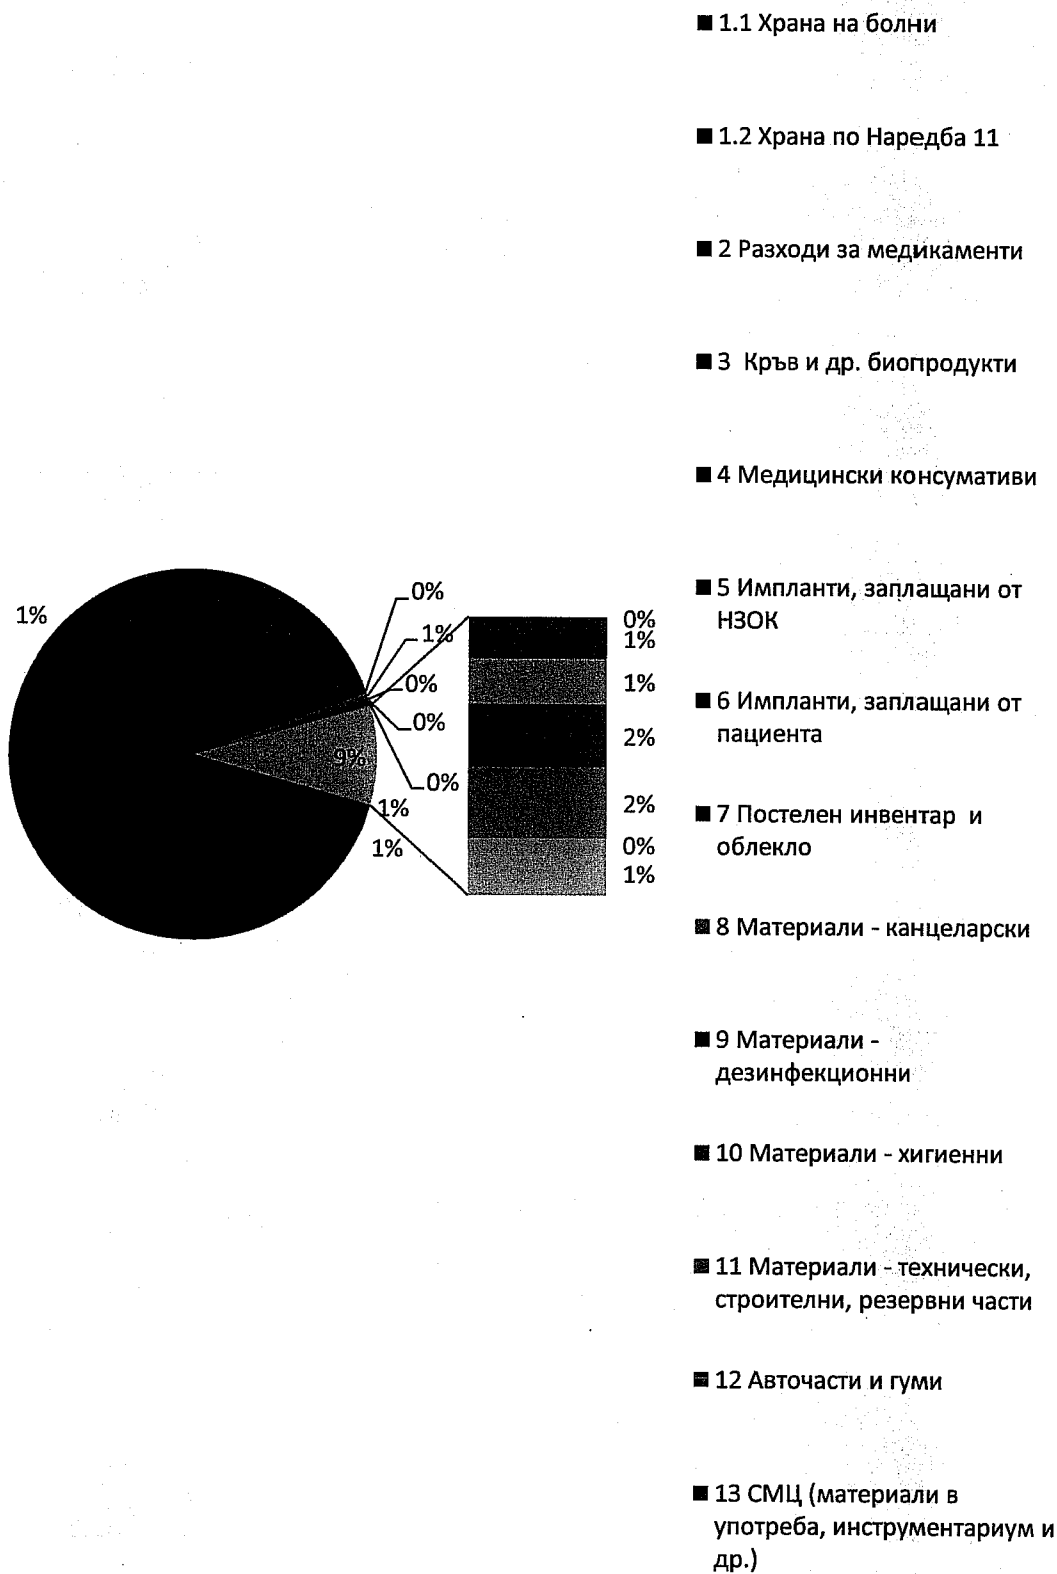 1.1 Храна на болни
1.2 Храна по Наредба 11
2 Разходи за медикаменти
3 Кръв и др. биопродукти
4 Медицински консумативи
5 Импланти, заплащани от
НЗОК
6 Импланти, заплащани от
пациента
7 Постелен инвентар и
облекло
8 Материали - канцеларски
9 Материали -
дезинфекционни
10 Материали - хигиенни
11 Материали - технически,
строителни, резервни части
12 Авточасти и гуми
13 СМЦ (материали в
употреба, инструментариум и
др.)
1%
0%
1%
0%
0%
0%
9%
1%
1%
0%
1%
1%
2%
2%
0%
1%